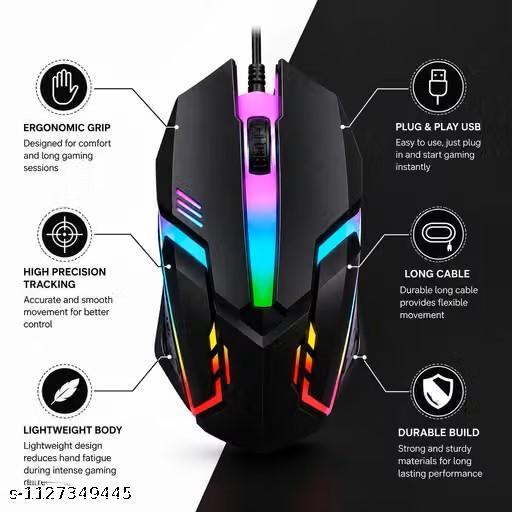 ERGONOMIC GRIP
Designed for comfort
and long gaming
sessions
HIGH PRECISION
TRACKING
Accurate and smooth
movement for better
control
LIGHTWEIGHT BODY
Lightweight design
reduces hand fatigue
during intense gaming
s-1127349445
PLUG & PLAY USB
Easy to use, just plug
in and start gaming
instantly
LONG CABLE
Durable long cable
provides flexible
movement
DURABLE BUILD
Strong and sturdy
materials for long
lasting performance